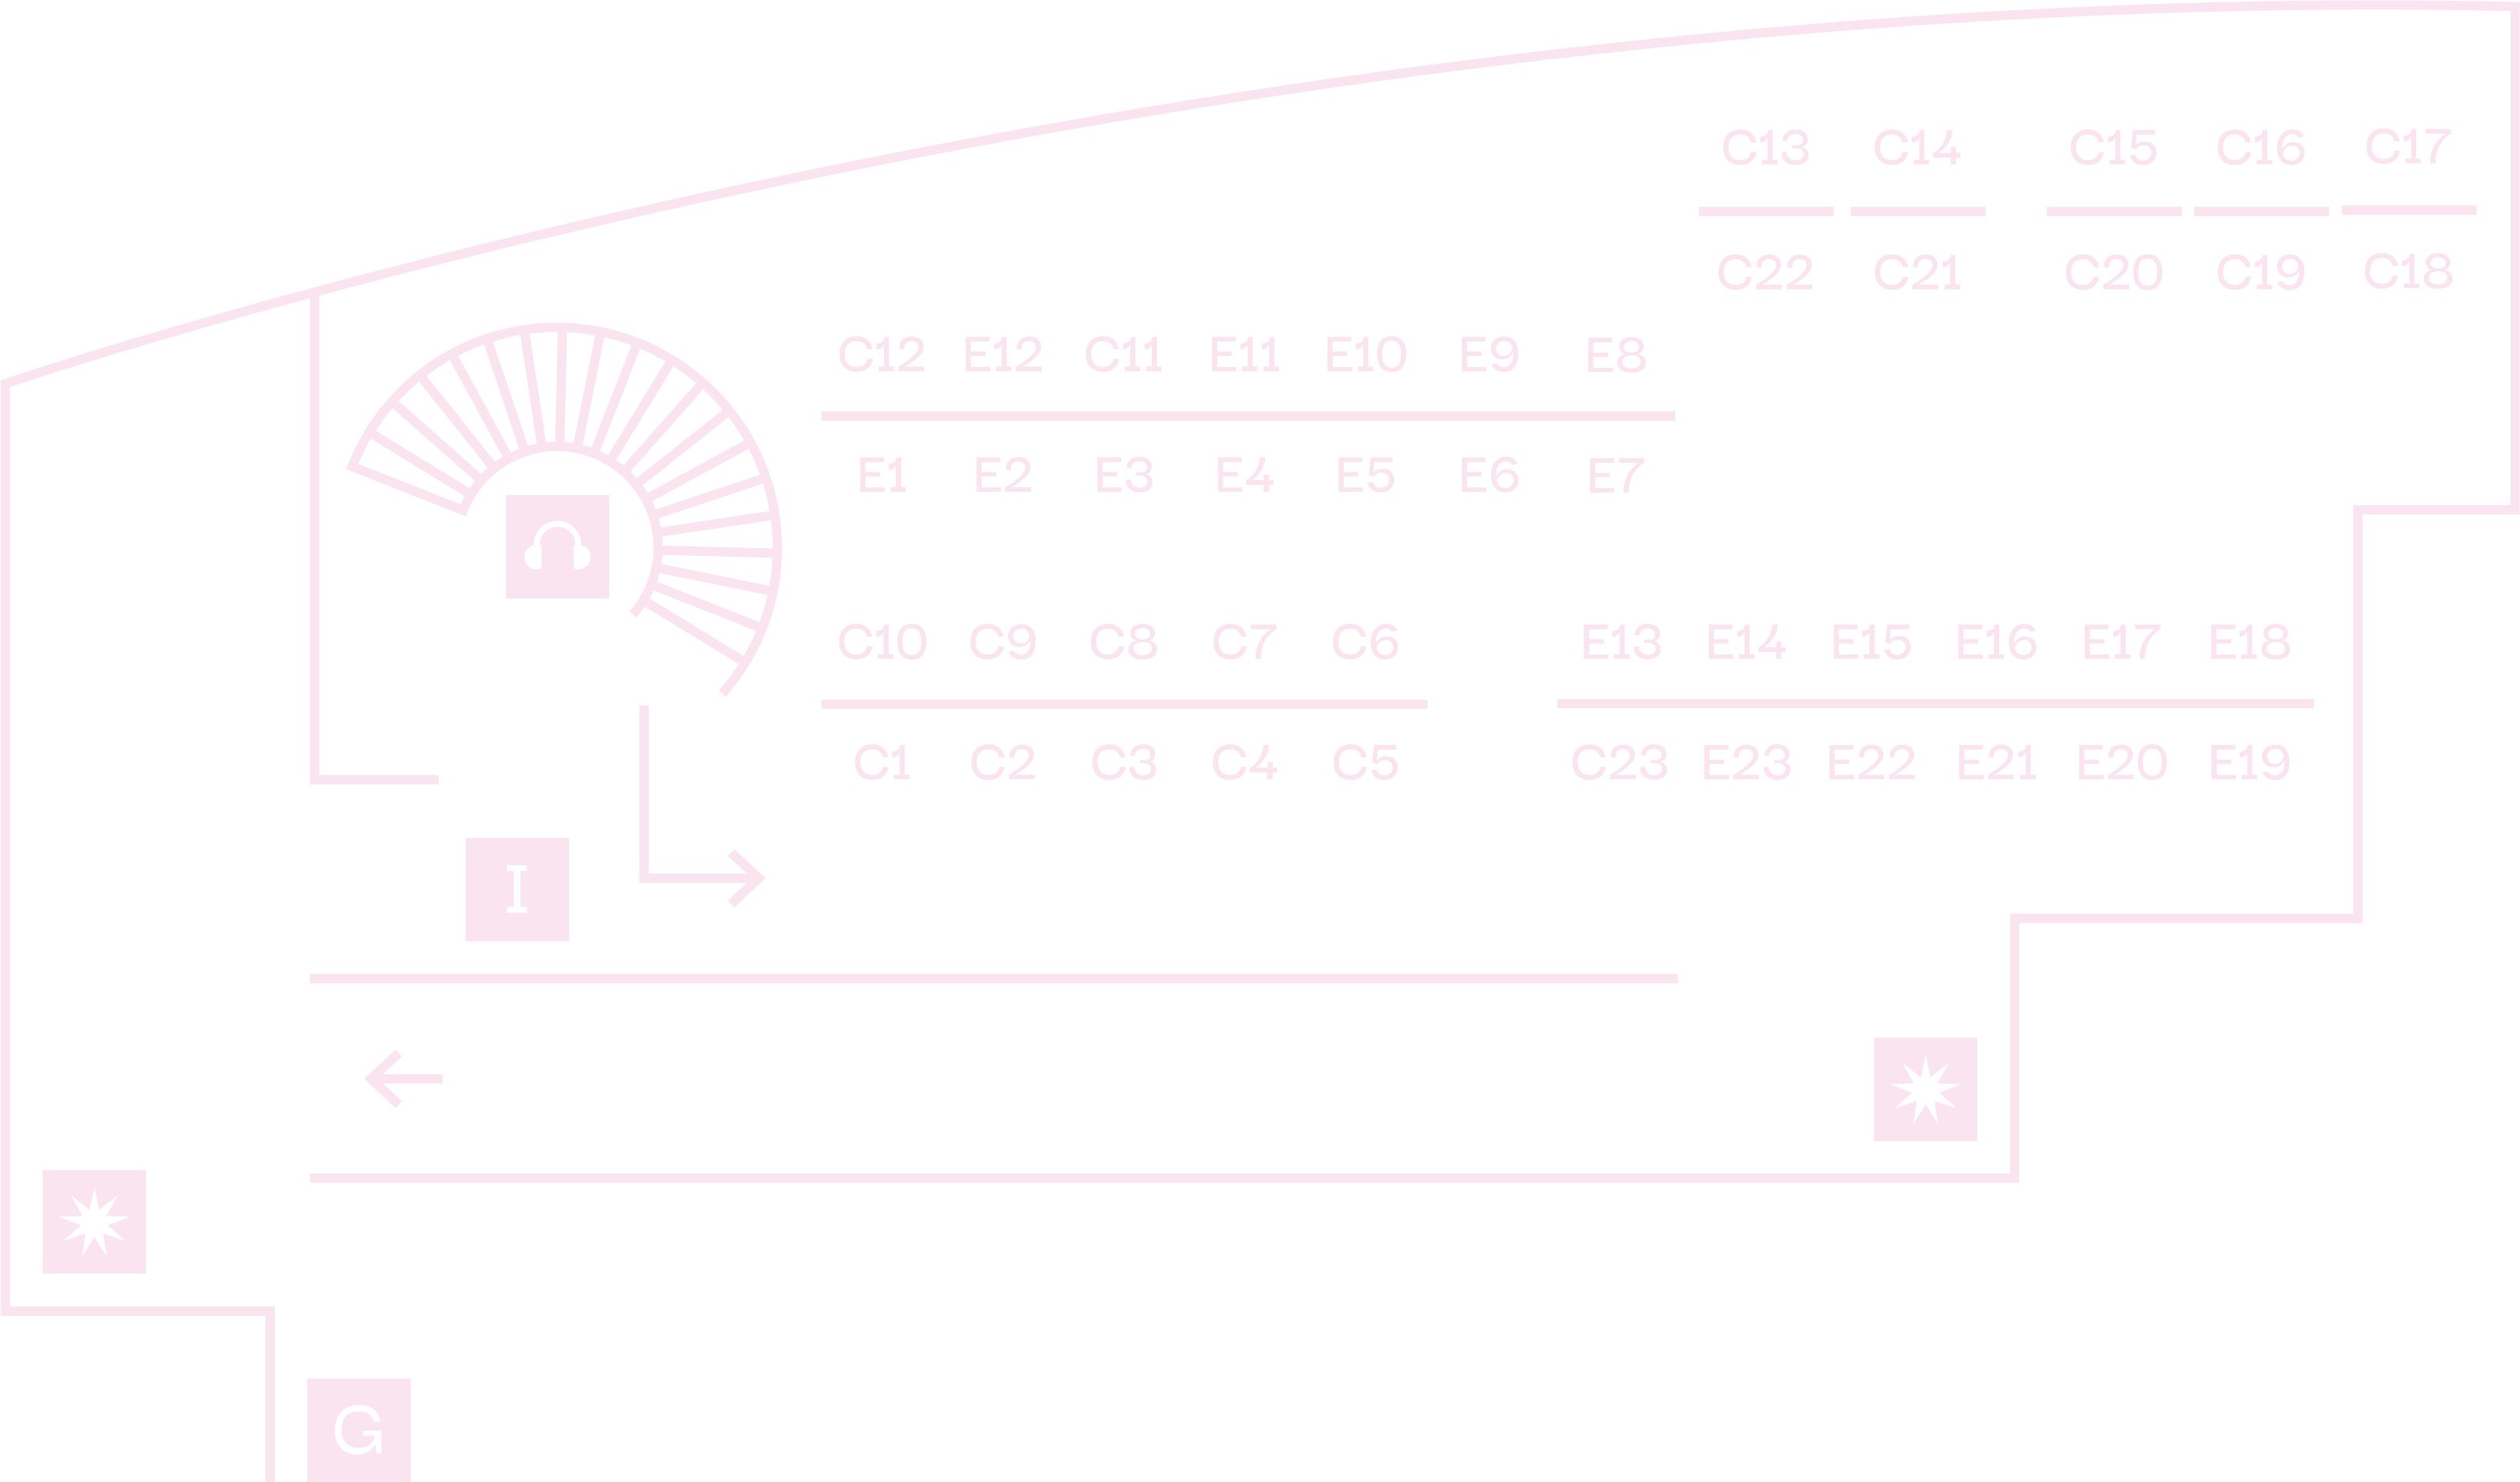 C13 C14 C15 C16 C17
C22 C21 C20 C19 C18
C12 E12 C11 E11 E10 E9 E8
E1 E2 E3 E4 E5 E6 E7
C10 C9 C8 C7 C6 E13 E14 E15 E16 E17 E18
C1 C2 C3 C4 C5 C23 E23 E22 E21 E20 E19
I
G